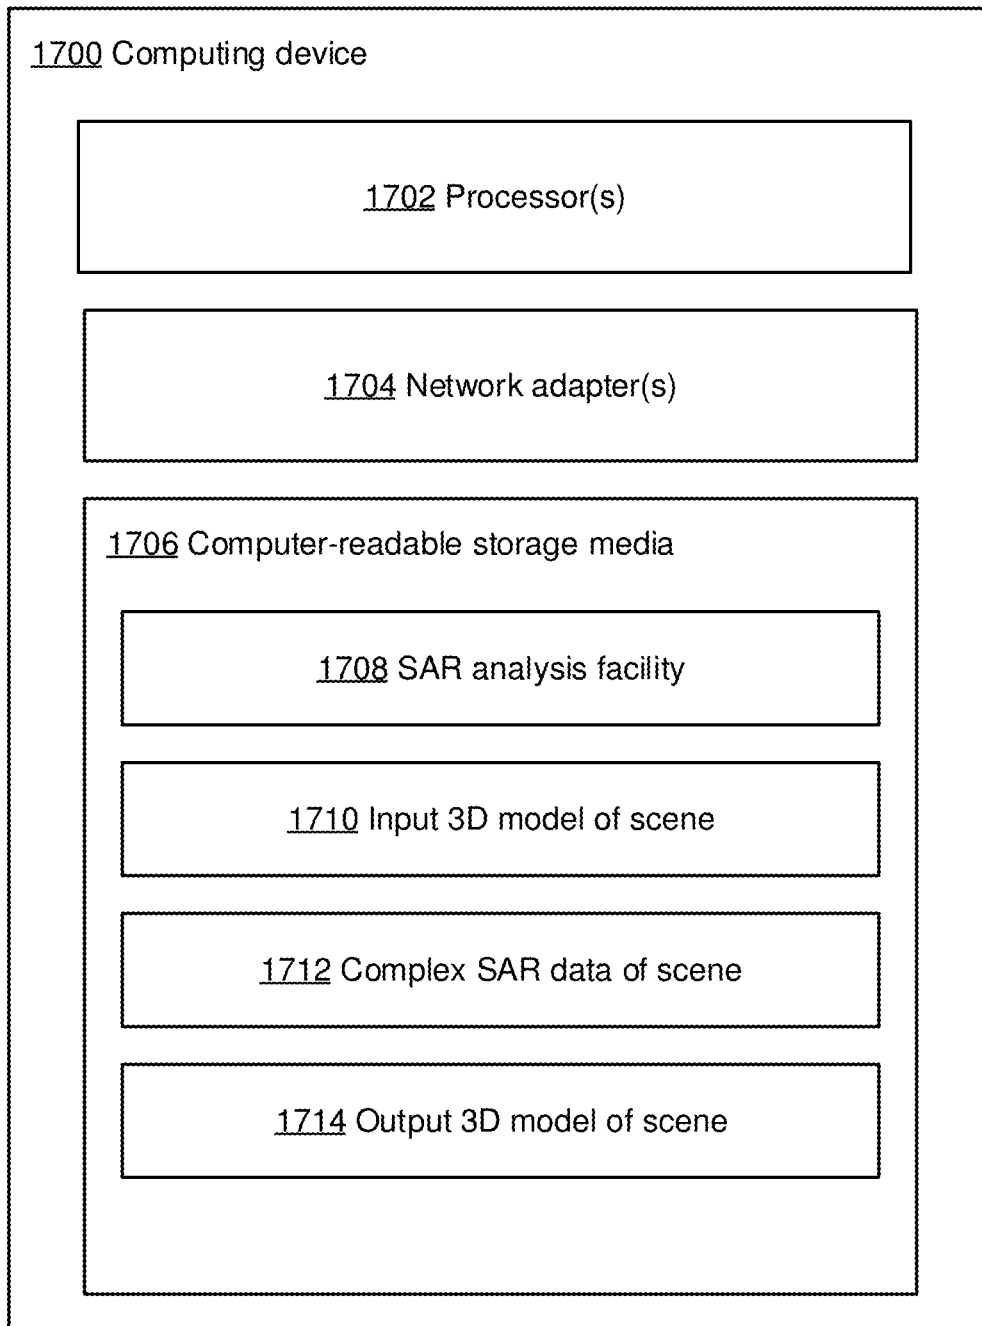 1700 Computing device
1702 Processor(s)
1704 Network adapter(s)
1706 Computer-readable storage media
1708 SAR analysis facility
1710 Input 3D model of scene
1712 Complex SAR data of scene
1714 Output 3D model of scene